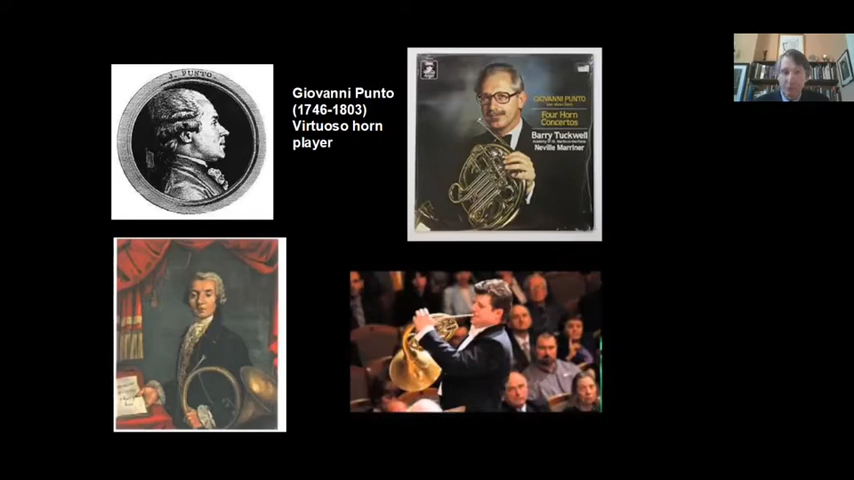 J. PUNTO.
Giovanni Punto
(1746-1803)
Virtuoso horn
player
GIOVANNI PUNTO
Four Horn
Concertos
Barry Tuckwell
Neville Marriner